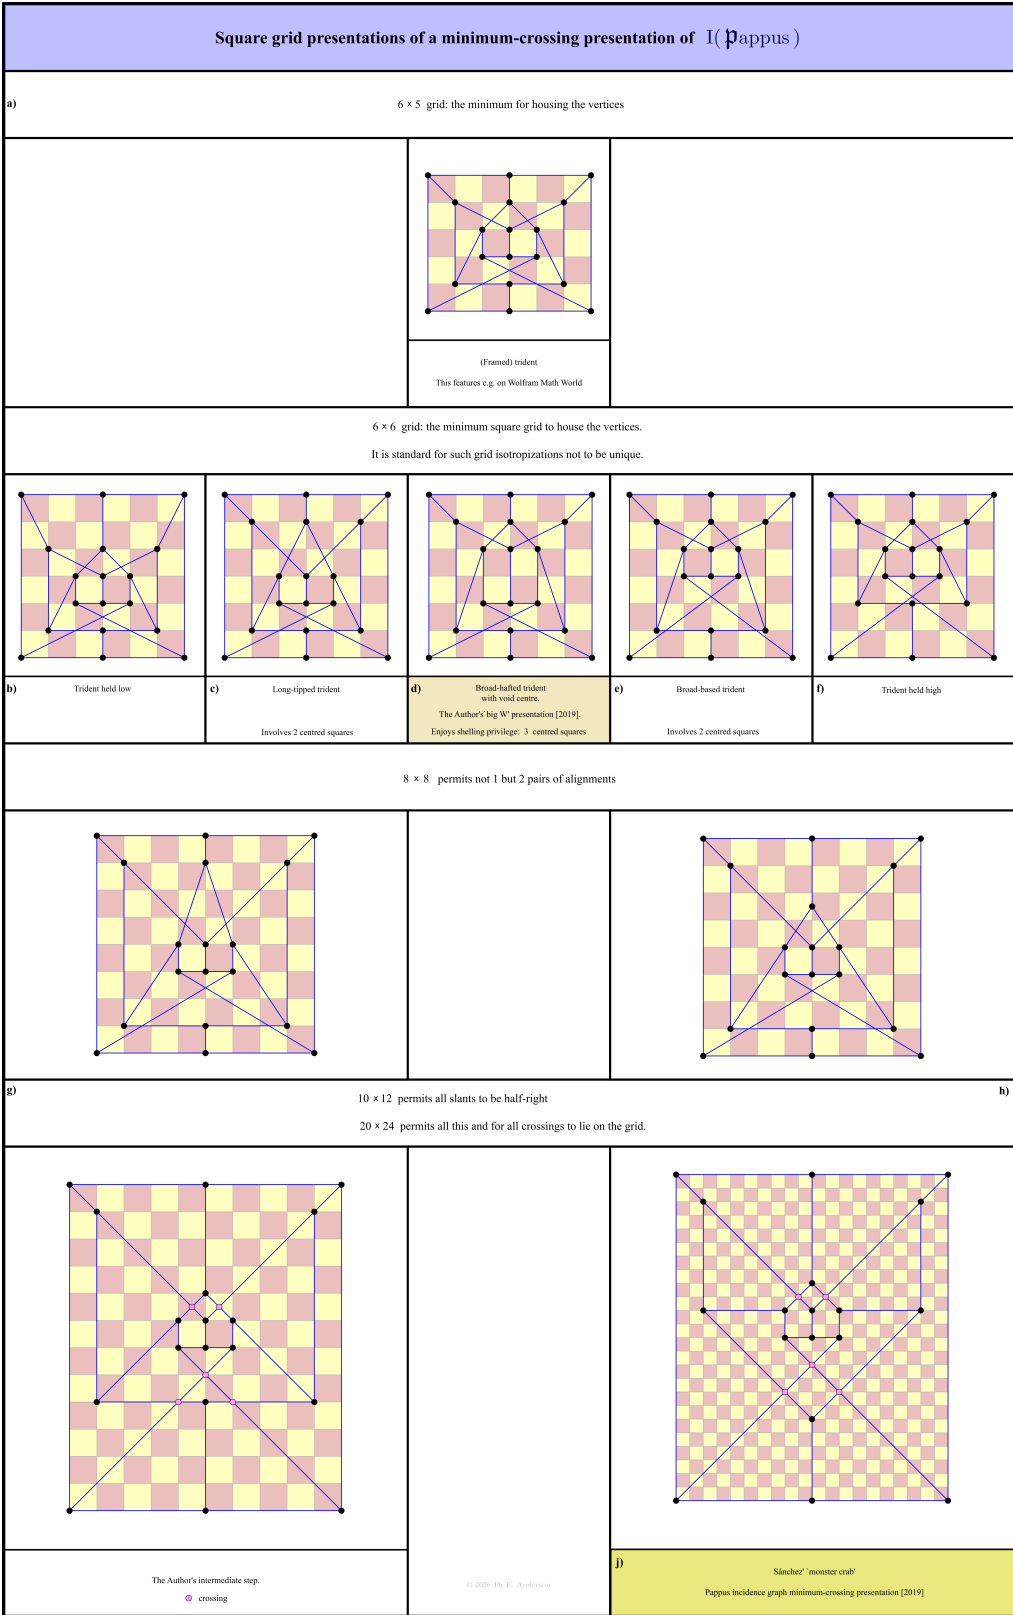 Square grid presentations of a minimum-crossing presentation of I(𝕻appus)
a)
6 × 5 grid: the minimum for housing the vertices
(Framed) trident
This features e.g. on Wolfram Math World
6 × 6 grid: the minimum square grid to house the vertices.
It is standard for such grid isotropizations not to be unique.
b) Trident held low
c) Long-tipped trident
Involves 2 centred squares
d) Broad-hafted trident
with void centre.
The Author's`big W' presentation [2019].
Enjoys shelling privilege: 3 centred squares
e) Broad-based trident
Involves 2 centred squares
f) Trident held high
8 × 8 permits not 1 but 2 pairs of alignments
g)
h)
10 × 12 permits all slants to be half-right
20 × 24 permits all this and for all crossings to lie on the grid.
The Author's intermediate step.
crossing
© 2026 Dr E. Anderson
j)
Sánchez' `monster crab'
Pappus incidence graph minimum-crossing presentation [2019]